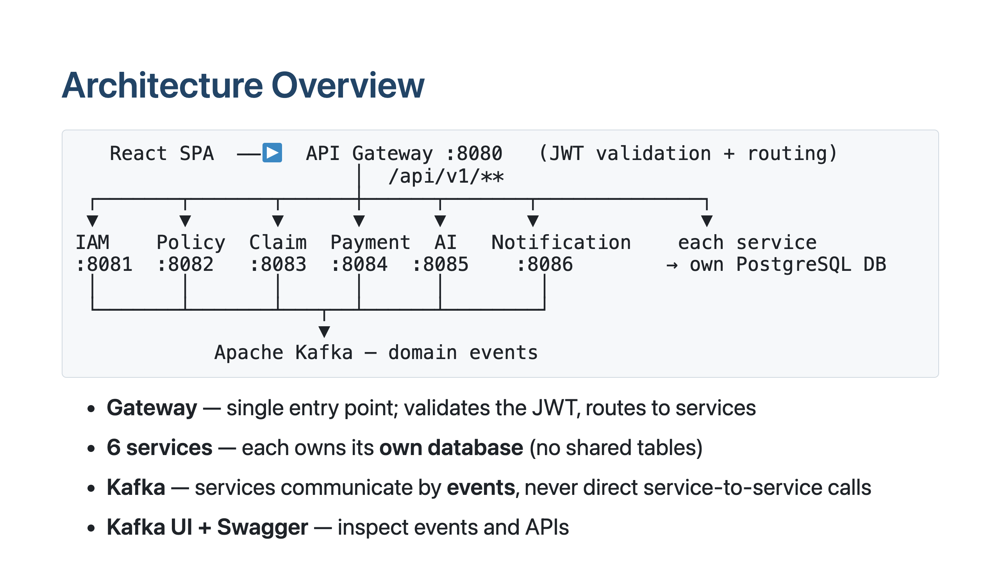 Architecture Overview
React SPA ──▶ API Gateway :8080 (JWT validation + routing)
/api/v1/**
IAM Policy Claim Payment AI Notification each service
:8081 :8082 :8083 :8084 :8085 :8086 → own PostgreSQL DB
Apache Kafka — domain events
• Gateway — single entry point; validates the JWT, routes to services
• 6 services — each owns its own database (no shared tables)
• Kafka — services communicate by events, never direct service-to-service calls
• Kafka UI + Swagger — inspect events and APIs